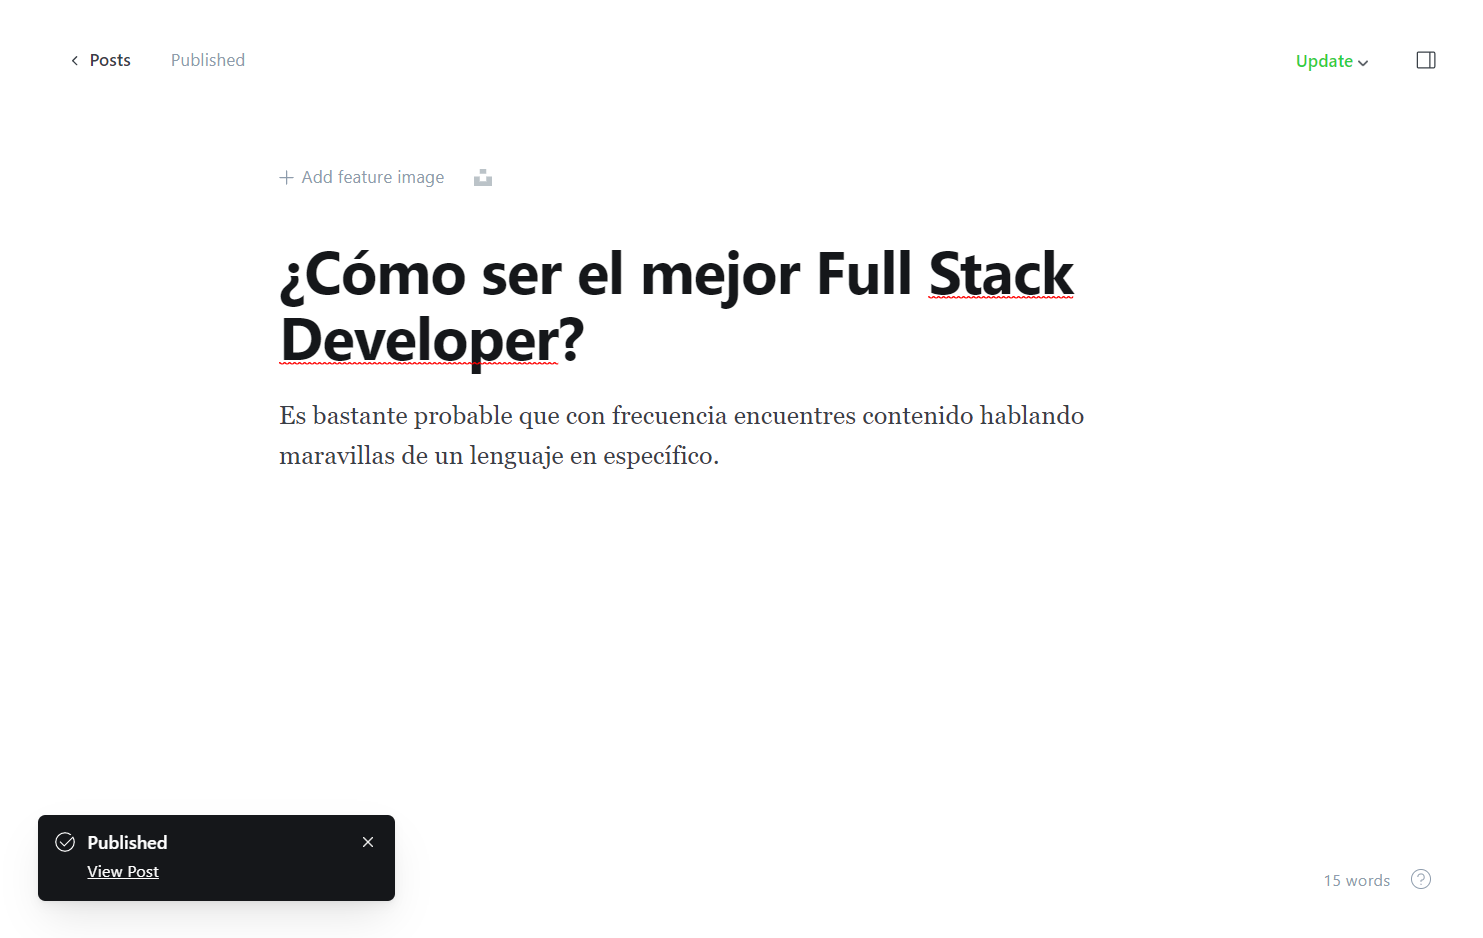 Posts Published Update
Add feature image
¿Cómo ser el mejor Full Stack
Developer?
Es bastante probable que con frecuencia encuentres contenido hablando
maravillas de un lenguaje en específico.
Published
View Post
15 words